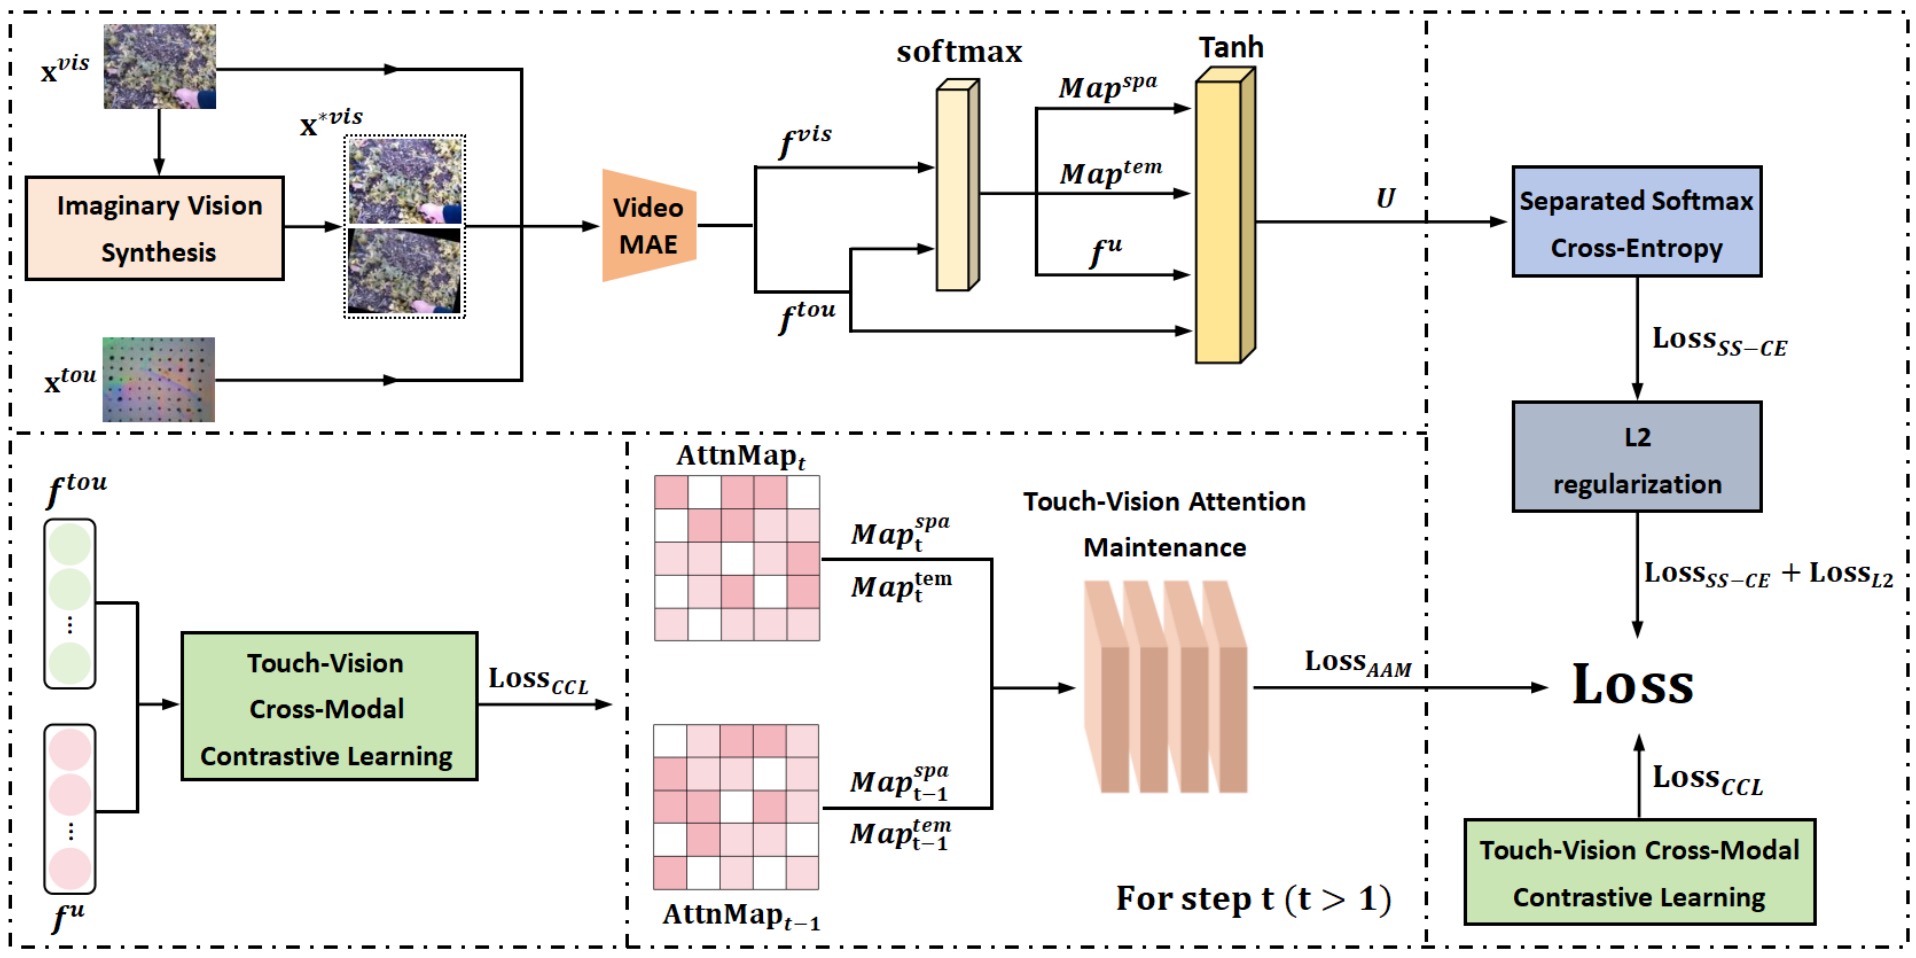 x^{vis}
x^{*vis}
Imaginary Vision
Synthesis
x^{tou}
Video
MAE
f^{vis}
f^{tou}
softmax
Map^{spa}
Map^{tem}
f^{u}
Tanh
U
Separated Softmax
Cross-Entropy
Loss_{SS−CE}
L2
regularization
Loss_{SS−CE} + Loss_{L2}
Loss
Loss_{CCL}
Touch-Vision Cross-Modal
Contrastive Learning
f^{tou}
⋮
⋮
f^{u}
Touch-Vision
Cross-Modal
Contrastive Learning
Loss_{CCL}
AttnMap_{t}
Map_{t}^{spa}
Map_{t}^{tem}
Map_{t−1}^{spa}
Map_{t−1}^{tem}
AttnMap_{t−1}
Touch-Vision Attention
Maintenance
Loss_{AAM}
For step t (t > 1)